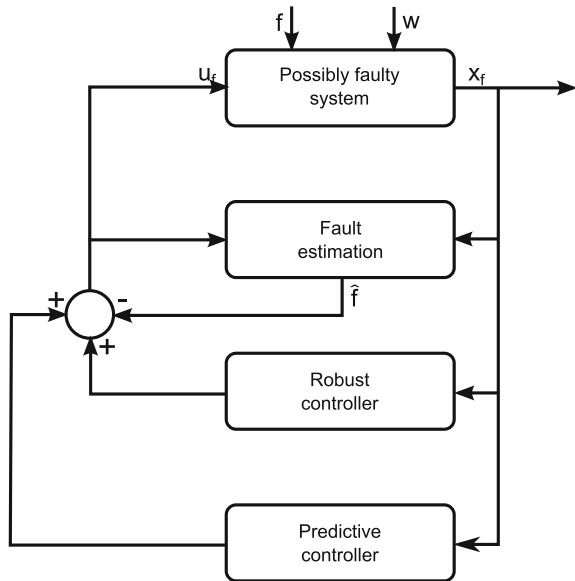 f
w
u_f
Possibly faulty
system
x_f
Fault
estimation
+
-
f̂
+
Robust
controller
Predictive
controller